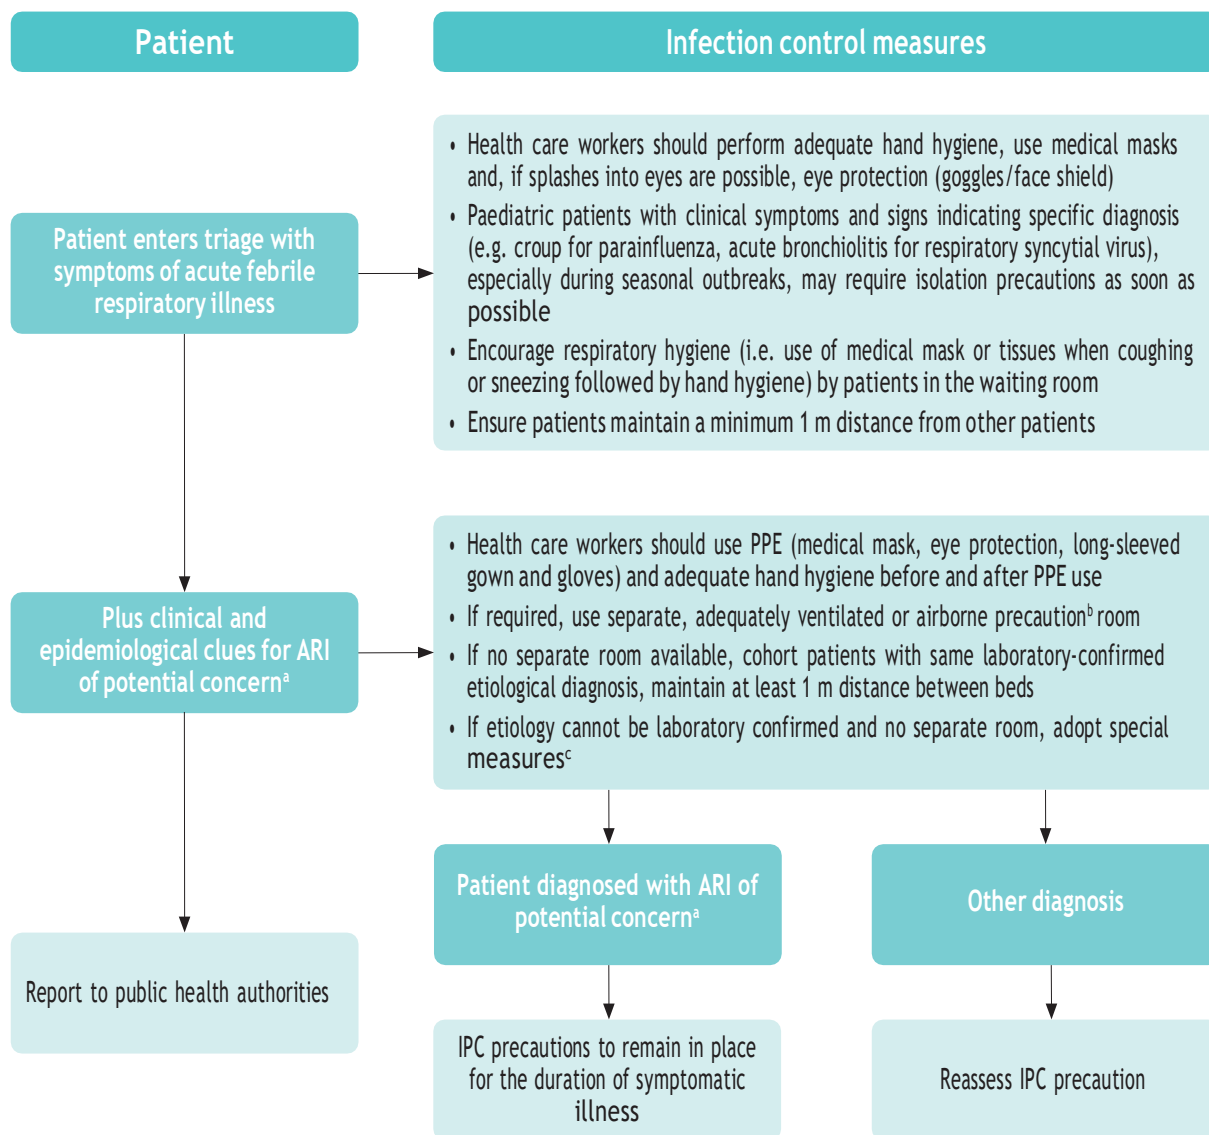 Patient
Infection control measures
Patient enters triage with
symptoms of acute febrile
respiratory illness
• Health care workers should perform adequate hand hygiene, use medical masks
and, if splashes into eyes are possible, eye protection (goggles/face shield)
• Paediatric patients with clinical symptoms and signs indicating specific diagnosis
(e.g. croup for parainfluenza, acute bronchiolitis for respiratory syncytial virus),
especially during seasonal outbreaks, may require isolation precautions as soon as
possible
• Encourage respiratory hygiene (i.e. use of medical mask or tissues when coughing
or sneezing followed by hand hygiene) by patients in the waiting room
• Ensure patients maintain a minimum 1 m distance from other patients
Plus clinical and
epidemiological clues for ARI
of potential concernᵃ
• Health care workers should use PPE (medical mask, eye protection, long-sleeved
gown and gloves) and adequate hand hygiene before and after PPE use
• If required, use separate, adequately ventilated or airborne precautionᵇ room
• If no separate room available, cohort patients with same laboratory-confirmed
etiological diagnosis, maintain at least 1 m distance between beds
• If etiology cannot be laboratory confirmed and no separate room, adopt special
measuresᶜ
Patient diagnosed with ARI of
potential concernᵃ
Other diagnosis
Report to public health authorities
IPC precautions to remain in place
for the duration of symptomatic
illness
Reassess IPC precaution